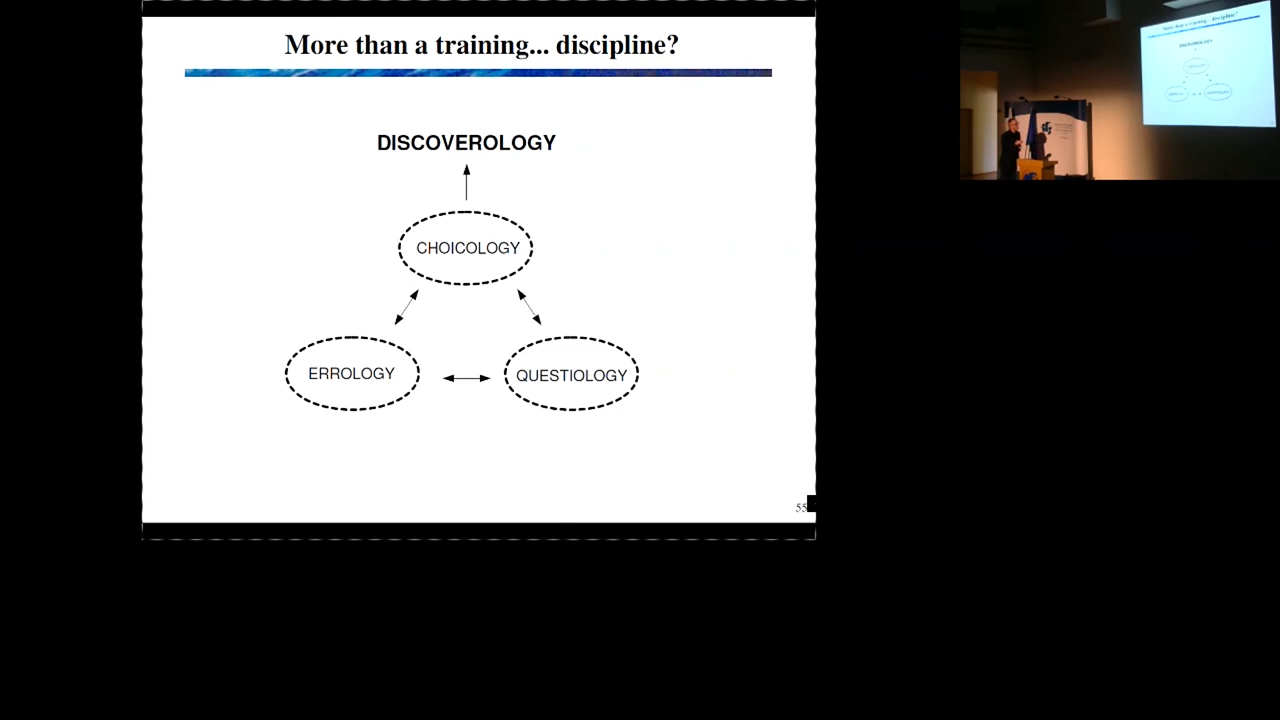 More than a training... discipline?
DISCOVEROLOGY
CHOICOLOGY
ERROLOGY
QUESTIOLOGY
55